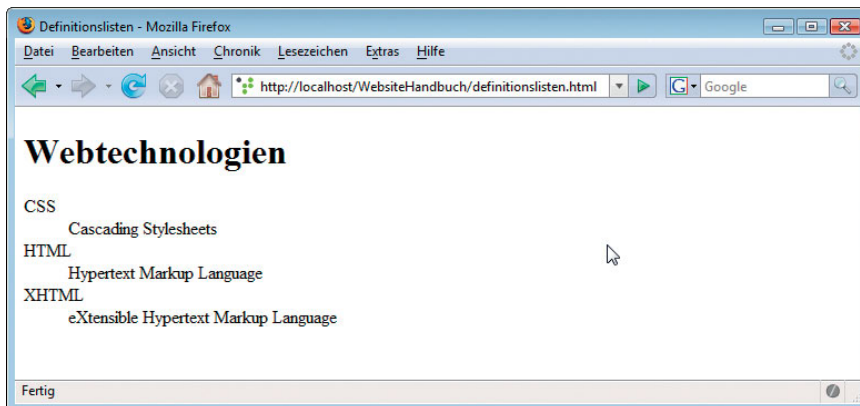 Definitionslisten - Mozilla Firefox
Datei Bearbeiten Ansicht Chronik Lesezeichen Extras Hilfe
http://localhost/WebsiteHandbuch/definitionslisten.html G Google
Webtechnologien
CSS
Cascading Stylesheets
HTML
Hypertext Markup Language
XHTML
eXtensible Hypertext Markup Language
Fertig